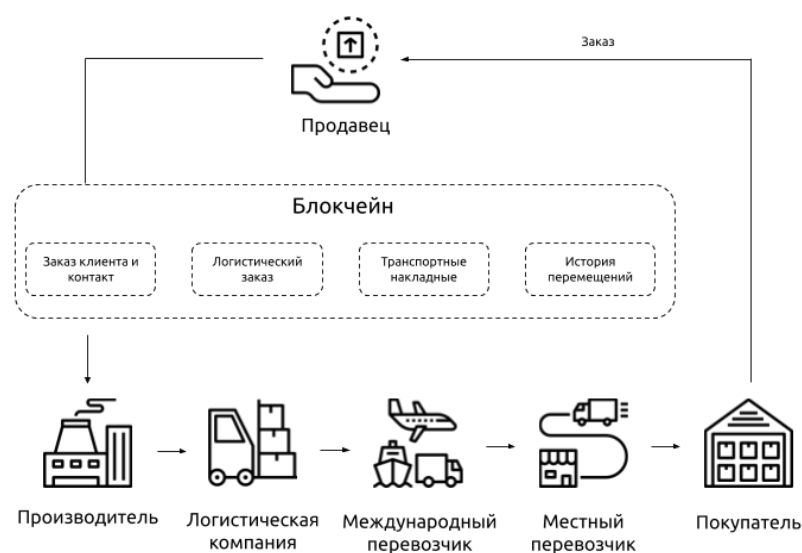 Заказ
Продавец
Блокчейн
Заказ клиента и
контакт
Логистический
заказ
Транспортные
накладные
История
перемещений
Производитель
Логистическая
компания
Международный
перевозчик
Местный
перевозчик
Покупатель